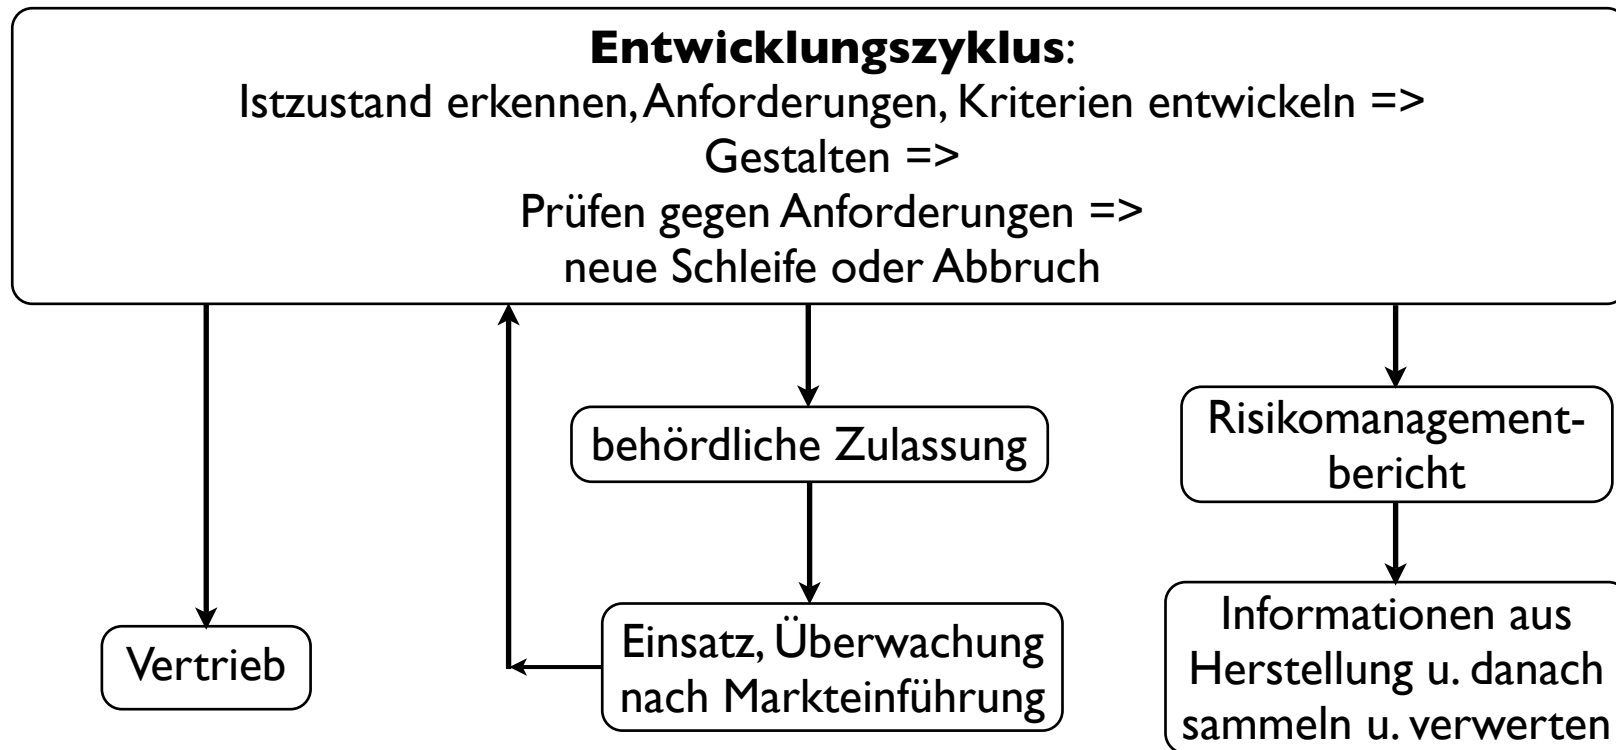 Entwicklungszyklus:
Istzustand erkennen, Anforderungen, Kriterien entwickeln =>
Gestalten =>
Prüfen gegen Anforderungen =>
neue Schleife oder Abbruch
behördliche Zulassung
Risikomanagement-
bericht
Vertrieb
Einsatz, Überwachung
nach Markteinführung
Informationen aus
Herstellung u. danach
sammeln u. verwerten